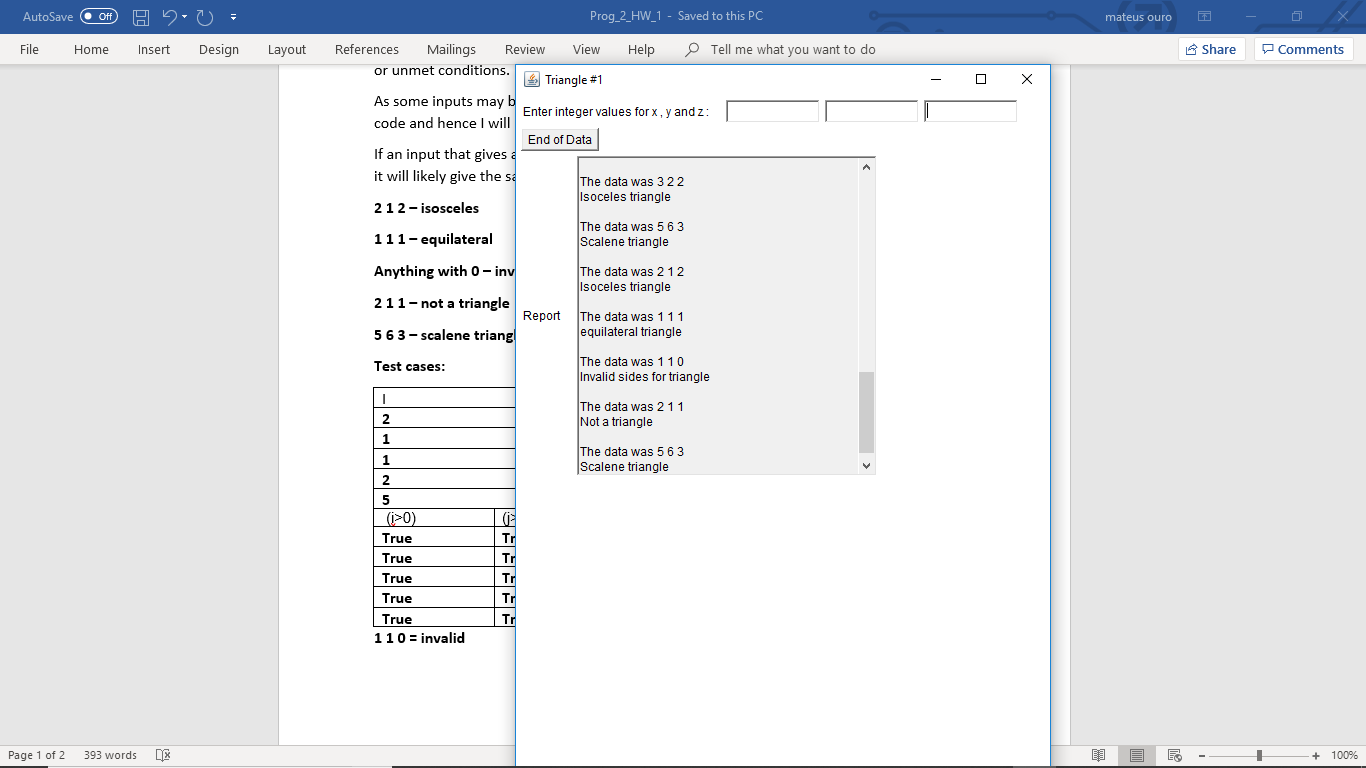 AutoSave Off
Prog_2_HW_1 - Saved to this PC
mateus ouro
File Home Insert Design Layout References Mailings Review View Help Tell me what you want to do Share Comments
or unmet conditions.
As some inputs may b
code and hence I will
If an input that gives a
it will likely give the sa
2 1 2 – isosceles
1 1 1 – equilateral
Anything with 0 – inv
2 1 1 – not a triangle
5 6 3 – scalene triangl
Test cases:
I
2
1
1
2
5
(i>0) (j>
True Tr
True Tr
True Tr
True Tr
True Tr
1 1 0 = invalid
Triangle #1
Enter integer values for x , y and z :
End of Data
Report
The data was 3 2 2
Isoceles triangle
The data was 5 6 3
Scalene triangle
The data was 2 1 2
Isoceles triangle
The data was 1 1 1
equilateral triangle
The data was 1 1 0
Invalid sides for triangle
The data was 2 1 1
Not a triangle
The data was 5 6 3
Scalene triangle
Page 1 of 2 393 words
100%